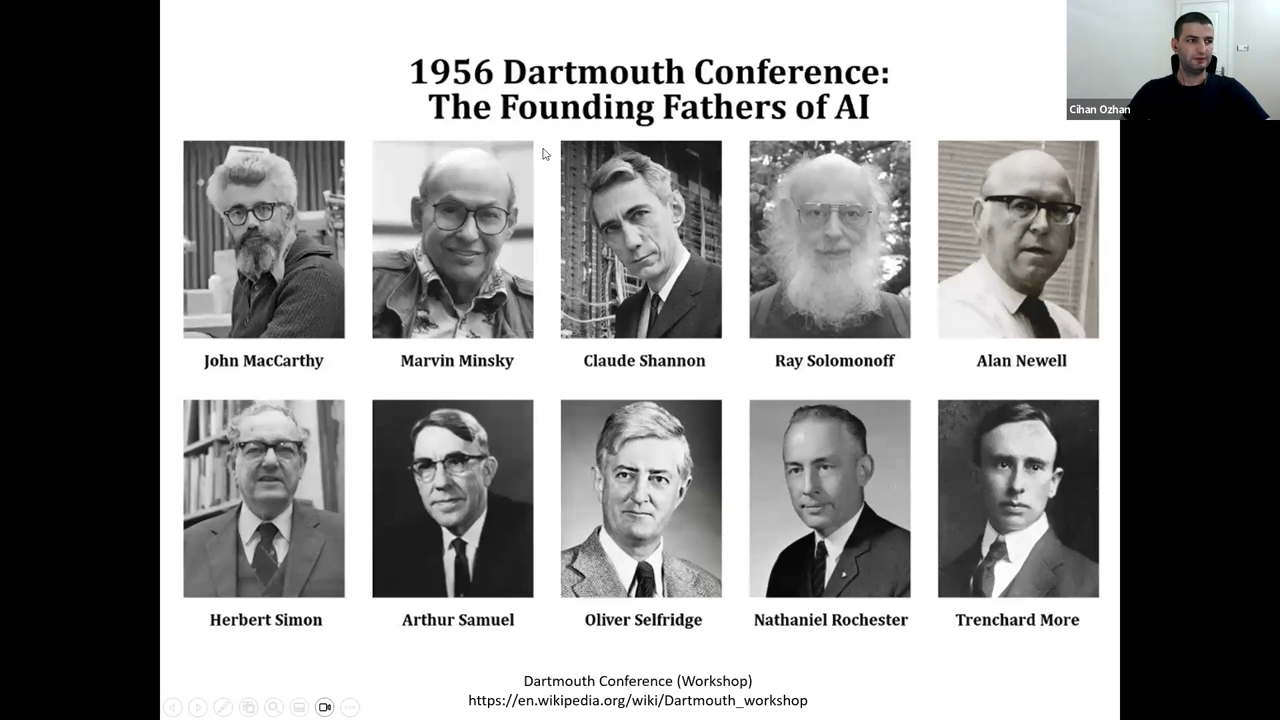 1956 Dartmouth Conference:
The Founding Fathers of AI
Cihan Ozhan
John MacCarthy
Marvin Minsky
Claude Shannon
Ray Solomonoff
Alan Newell
Herbert Simon
Arthur Samuel
Oliver Selfridge
Nathaniel Rochester
Trenchard More
Dartmouth Conference (Workshop)
https://en.wikipedia.org/wiki/Dartmouth_workshop